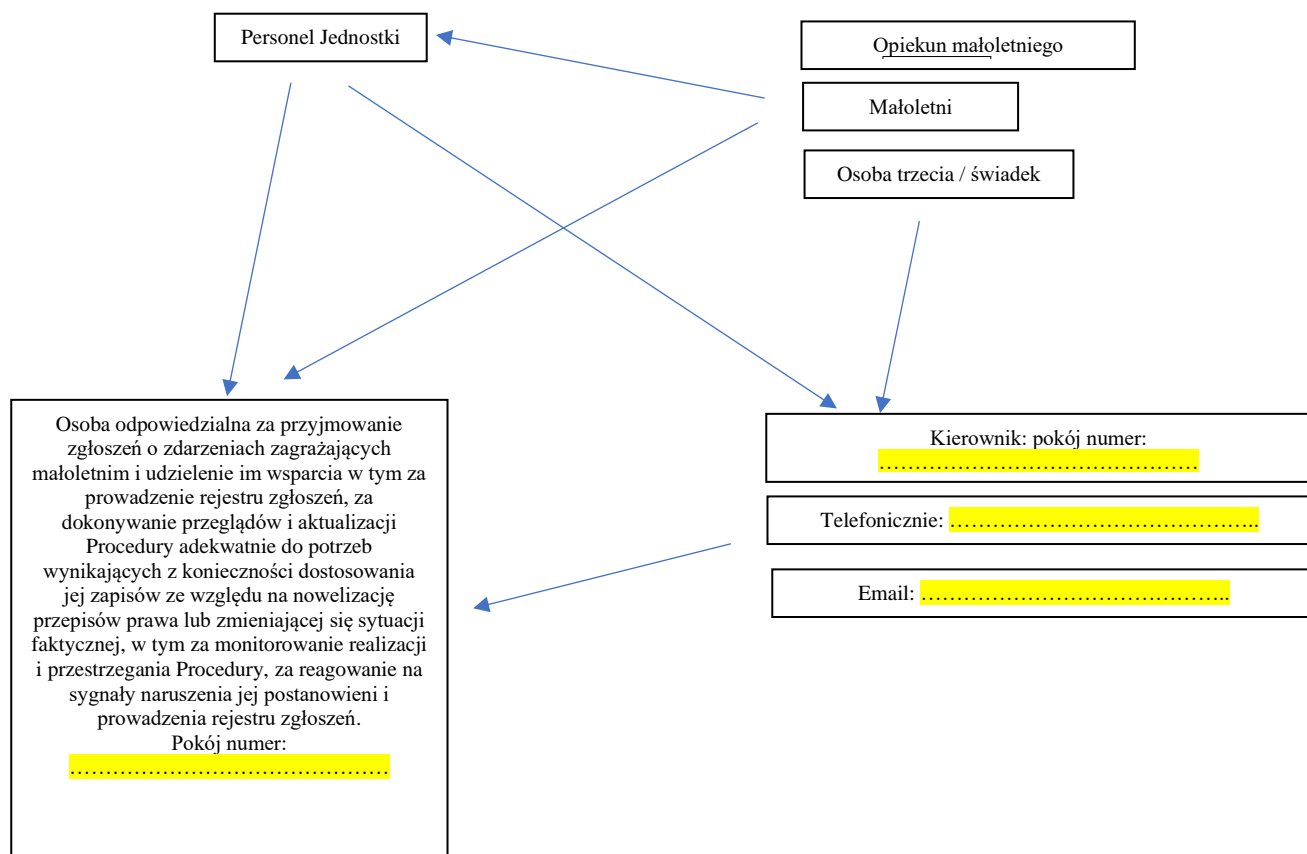 Personel Jednostki
Opiekun małoletniego
Małoletni
Osoba trzecia / świadek
Osoba odpowiedzialna za przyjmowanie
zgłoszeń o zdarzeniach zagrażających
małoletnim i udzielenie im wsparcia w tym za
prowadzenie rejestru zgłoszeń, za
dokonywanie przeglądów i aktualizacji
Procedury adekwatnie do potrzeb
wynikających z konieczności dostosowania
jej zapisów ze względu na nowelizację
przepisów prawa lub zmieniającej się sytuacji
faktycznej, w tym za monitorowanie realizacji
i przestrzegania Procedury, za reagowanie na
sygnały naruszenia jej postanowieni i
prowadzenia rejestru zgłoszeń.
Pokój numer:
………………………………………
Kierownik: pokój numer:
………………………………………
Telefonicznie: ……………………………………..
Email: ……………………………………..